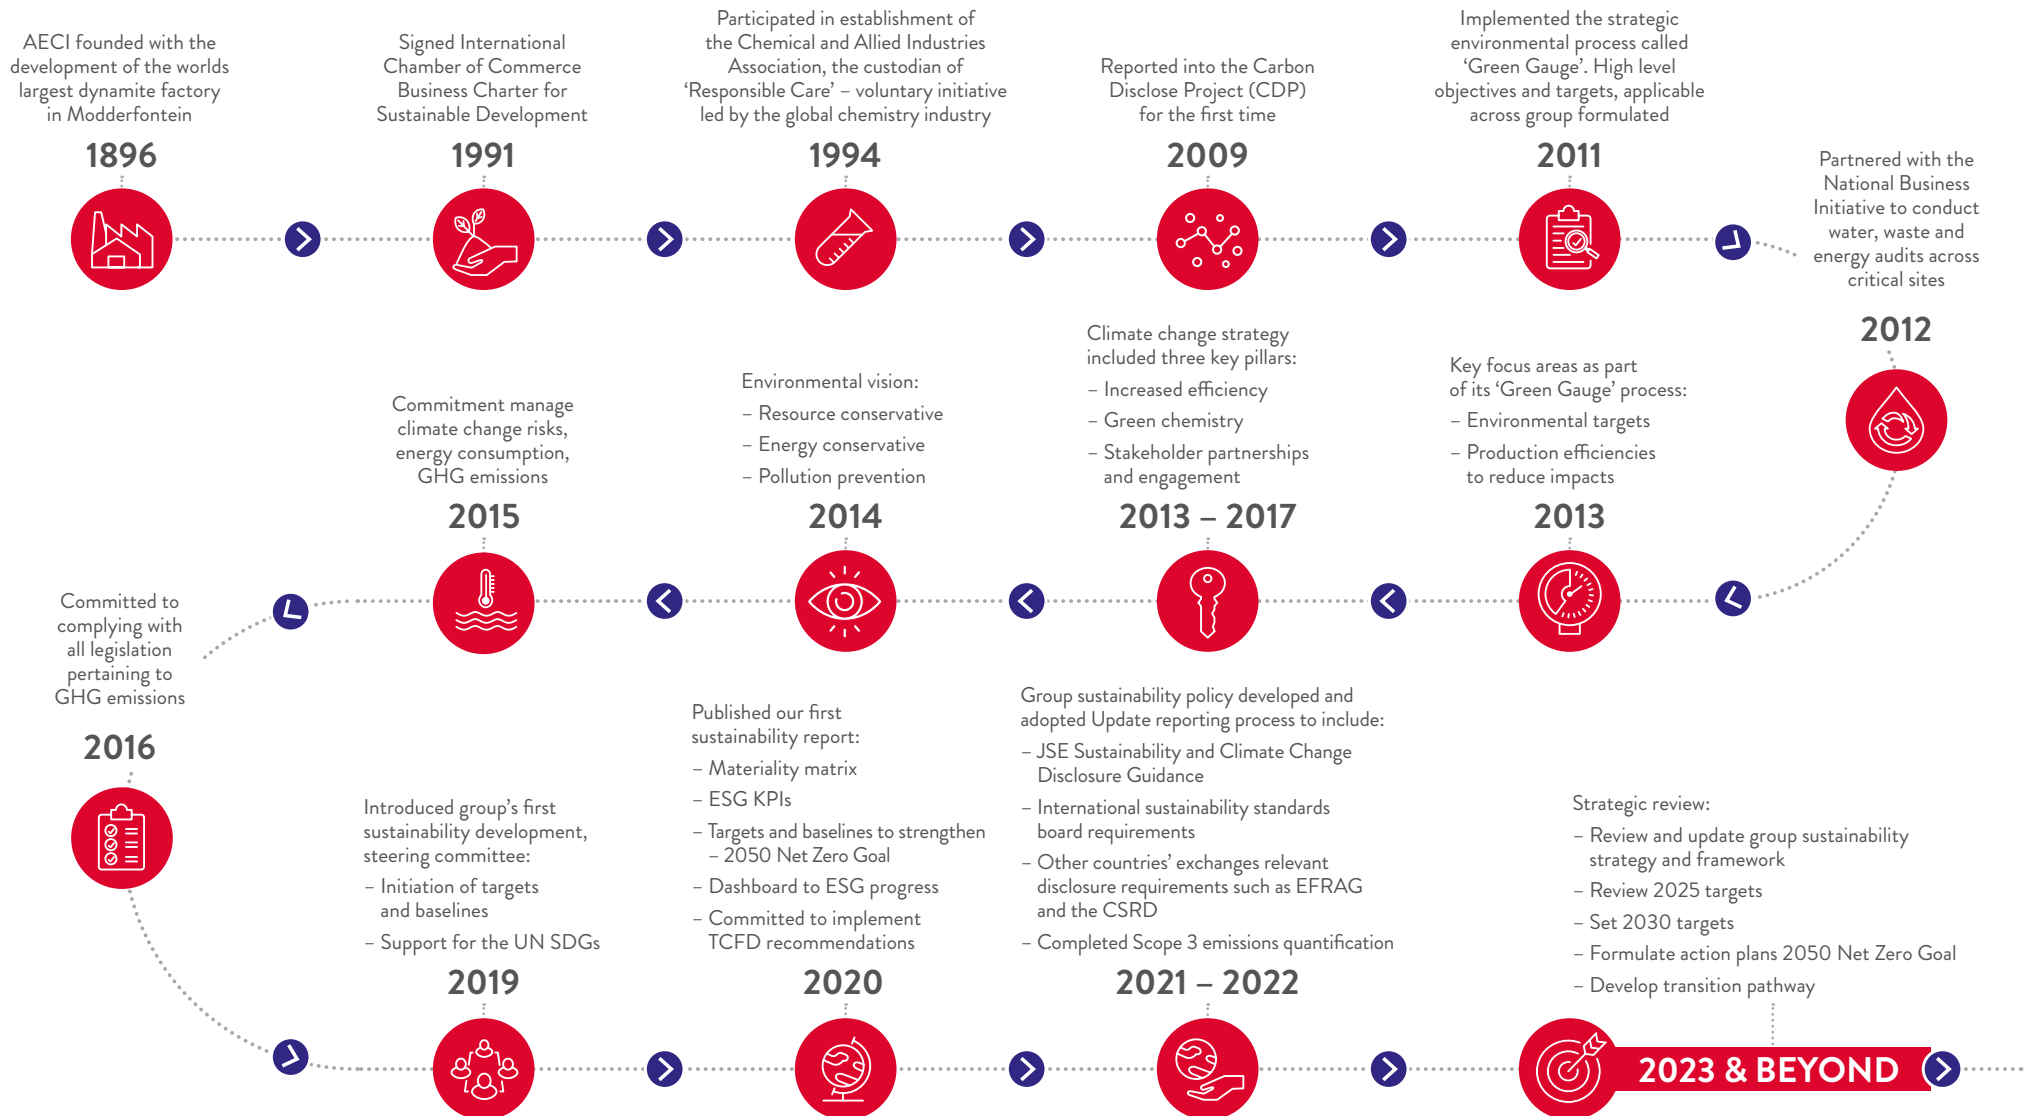 AECI founded with the
development of the worlds
largest dynamite factory
in Modderfontein
1896
Signed International
Chamber of Commerce
Business Charter for
Sustainable Development
1991
Participated in establishment of
the Chemical and Allied Industries
Association, the custodian of
‘Responsible Care’ – voluntary initiative
led by the global chemistry industry
1994
Reported into the Carbon
Disclose Project (CDP)
for the first time
2009
Implemented the strategic
environmental process called
‘Green Gauge’. High level
objectives and targets, applicable
across group formulated
2011
Partnered with the
National Business
Initiative to conduct
water, waste and
energy audits across
critical sites
2012
Key focus areas as part
of its ‘Green Gauge’ process:
– Environmental targets
– Production efficiencies
to reduce impacts
2013
Climate change strategy
included three key pillars:
– Increased efficiency
– Green chemistry
– Stakeholder partnerships
and engagement
2013 – 2017
Environmental vision:
– Resource conservative
– Energy conservative
– Pollution prevention
2014
Commitment manage
climate change risks,
energy consumption,
GHG emissions
2015
Committed to
complying with
all legislation
pertaining to
GHG emissions
2016
Introduced group’s first
sustainability development,
steering committee:
– Initiation of targets
and baselines
– Support for the UN SDGs
2019
Published our first
sustainability report:
– Materiality matrix
– ESG KPIs
– Targets and baselines to strengthen
– 2050 Net Zero Goal
– Dashboard to ESG progress
– Committed to implement
TCFD recommendations
2020
Group sustainability policy developed and
adopted Update reporting process to include:
– JSE Sustainability and Climate Change
Disclosure Guidance
– International sustainability standards
board requirements
– Other countries’ exchanges relevant
disclosure requirements such as EFRAG
and the CSRD
– Completed Scope 3 emissions quantification
2021 – 2022
Strategic review:
– Review and update group sustainability
strategy and framework
– Review 2025 targets
– Set 2030 targets
– Formulate action plans 2050 Net Zero Goal
– Develop transition pathway
2023 & BEYOND